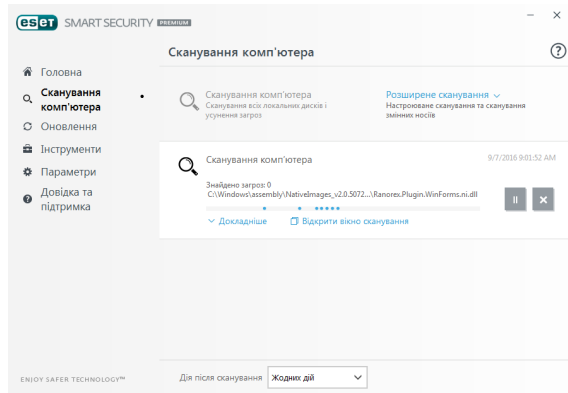 eset SMART SECURITY PREMIUM
Сканування комп'ютера
?
Головна
Сканування
комп'ютера
Оновлення
Інструменти
Параметри
Довідка та
підтримка
Сканування комп'ютера
Сканування всіх локальних дисків і
усунення загроз
Розширене сканування
Настроюване сканування та сканування
змінних носіїв
Сканування комп'ютера
9/7/2016 9:01:52 AM
Знайдено загроз: 0
C:\Windows\assembly\NativeImages_v2.0.5072...\Ranorex.Plugin.WinForms.ni.dll
Докладніше
Відкрити вікно сканування
ENJOY SAFER TECHNOLOGY™
Дія після сканування
Жодних дій